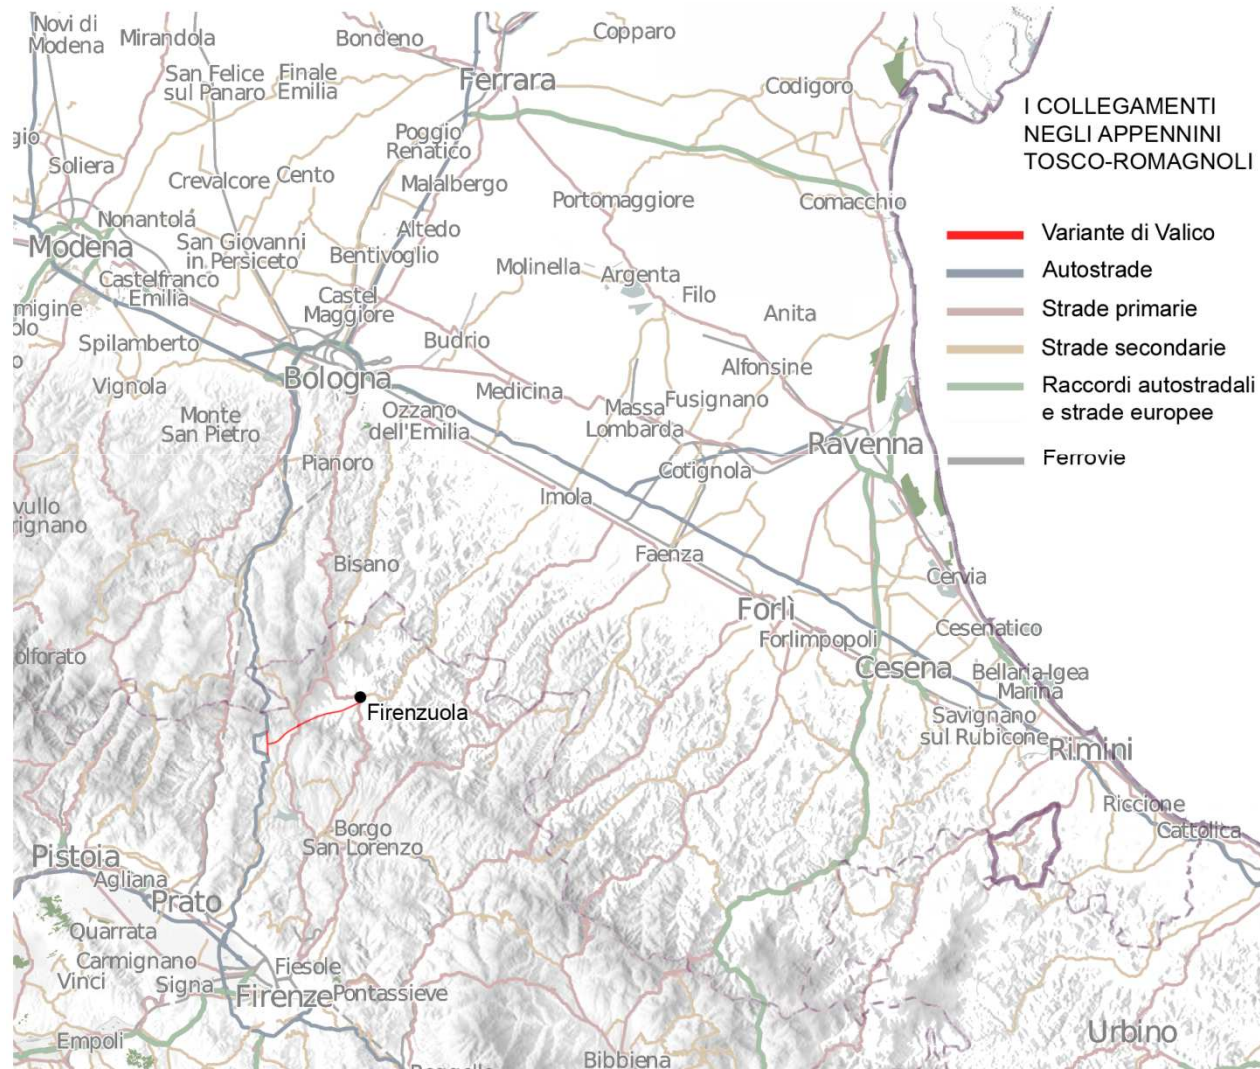 Novi di
Modena
Mirandola
Bondeno
Copparo
San Felice
sul Panaro
Finale
Emilia
Ferrara
Codigoro
I COLLEGAMENTI
NEGLI APPENNINI
TOSCO-ROMAGNOLI
Soliera
Poggio
Renatico
Crevalcore
Cento
Malalbergo
Portomaggiore
Comacchio
Nonantola
Altedo
Modena
San Giovanni
in Persiceto
Bentivoglio
Molinella
Argenta
Filo
Anita
Castelfranco
Emilia
Castel
Maggiore
Spilamberto
Budrio
Alfonsine
Vignola
Bologna
Medicina
Fusignano
Massa
Lombarda
Monte
San Pietro
Ozzano
dell'Emilia
Ravenna
Variante di Valico
Autostrade
Strade primarie
Strade secondarie
Raccordi autostradali
e strade europee
Ferrovie
Pianoro
Cotignola
Imola
Bisano
Faenza
Cervia
Forlì
Forlimpopoli
Cesenatico
Cesena
Bellaria-Igea
Marina
Firenzuola
Savignano
sul Rubicone
Rimini
Riccione
Cattolica
Borgo
San Lorenzo
Pistoia
Agliana
Prato
Quarrata
Carmignano
Vinci
Signa
Fiesole
Firenze
Pontassieve
Empoli
Bibbiena
Urbino